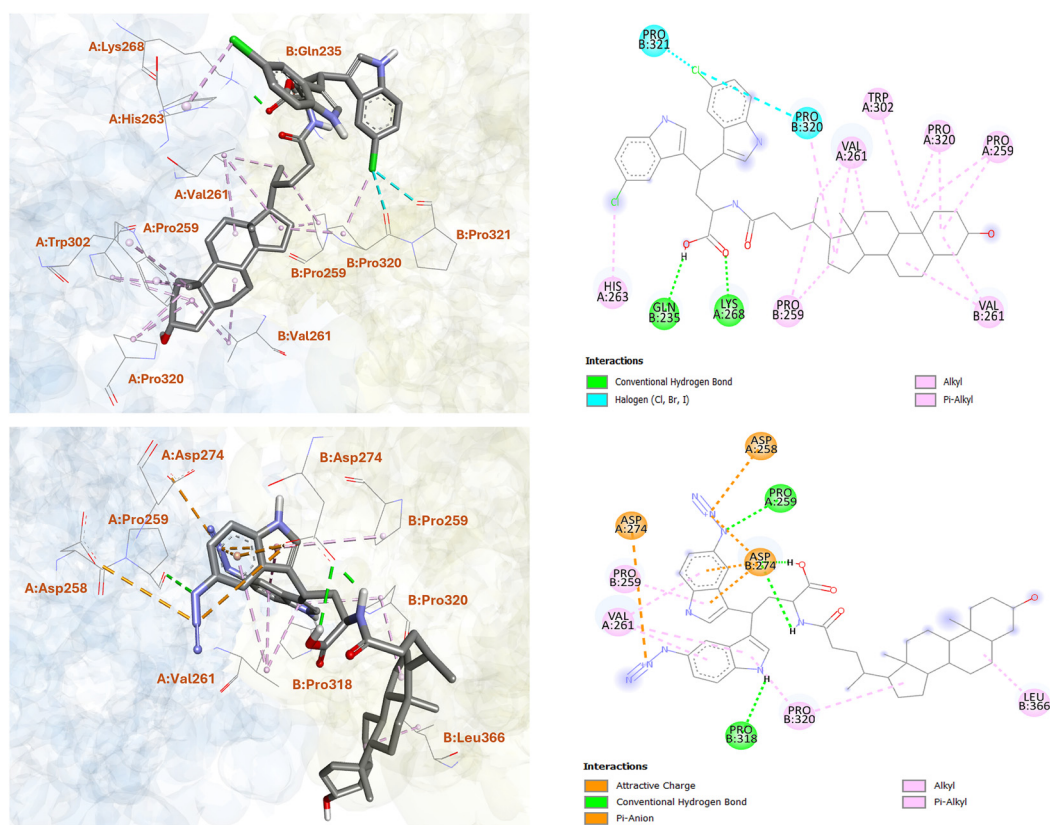 A:Lys268
B:Gln235
A:His263
A:Val261
A:Pro259
A:Trp302
B:Pro321
B:Pro259
B:Pro320
B:Val261
A:Pro320
PRO
B:321
Cl
N
PRO
B:320
TRP
A:302
VAL
A:261
PRO
A:320
PRO
A:259
N
N
Cl
N
O
H
O
O
O
HIS
A:263
GLN
B:235
LYS
A:268
PRO
B:259
VAL
B:261
Interactions
Conventional Hydrogen Bond
Halogen (Cl, Br, I)
Alkyl
Pi-Alkyl
A:Asp274
B:Asp274
A:Pro259
B:Pro259
A:Asp258
B:Pro320
A:Val261
B:Pro318
B:Leu366
ASP
A:258
N
N
N
PRO
A:259
ASP
A:274
ASP
B:274
H
O
PRO
B:259
O
N
VAL
A:261
H
N
O
O
N
N
N
N
H
PRO
B:320
LEU
B:366
PRO
B:318
Interactions
Attractive Charge
Conventional Hydrogen Bond
Pi-Anion
Alkyl
Pi-Alkyl